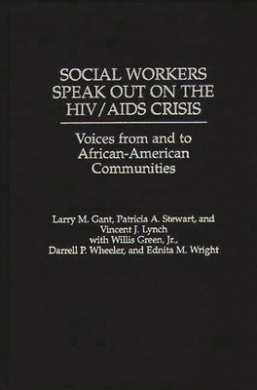 SOCIAL WORKERS
SPEAK OUT ON THE
HIV/AIDS CRISIS
Voices from and to
African-American
Communities
Larry M. Gant, Patricia A. Stewart, and
Vincent J. Lynch
with Willis Green, Jr.,
Darrell P. Wheeler, and Ednita M. Wright